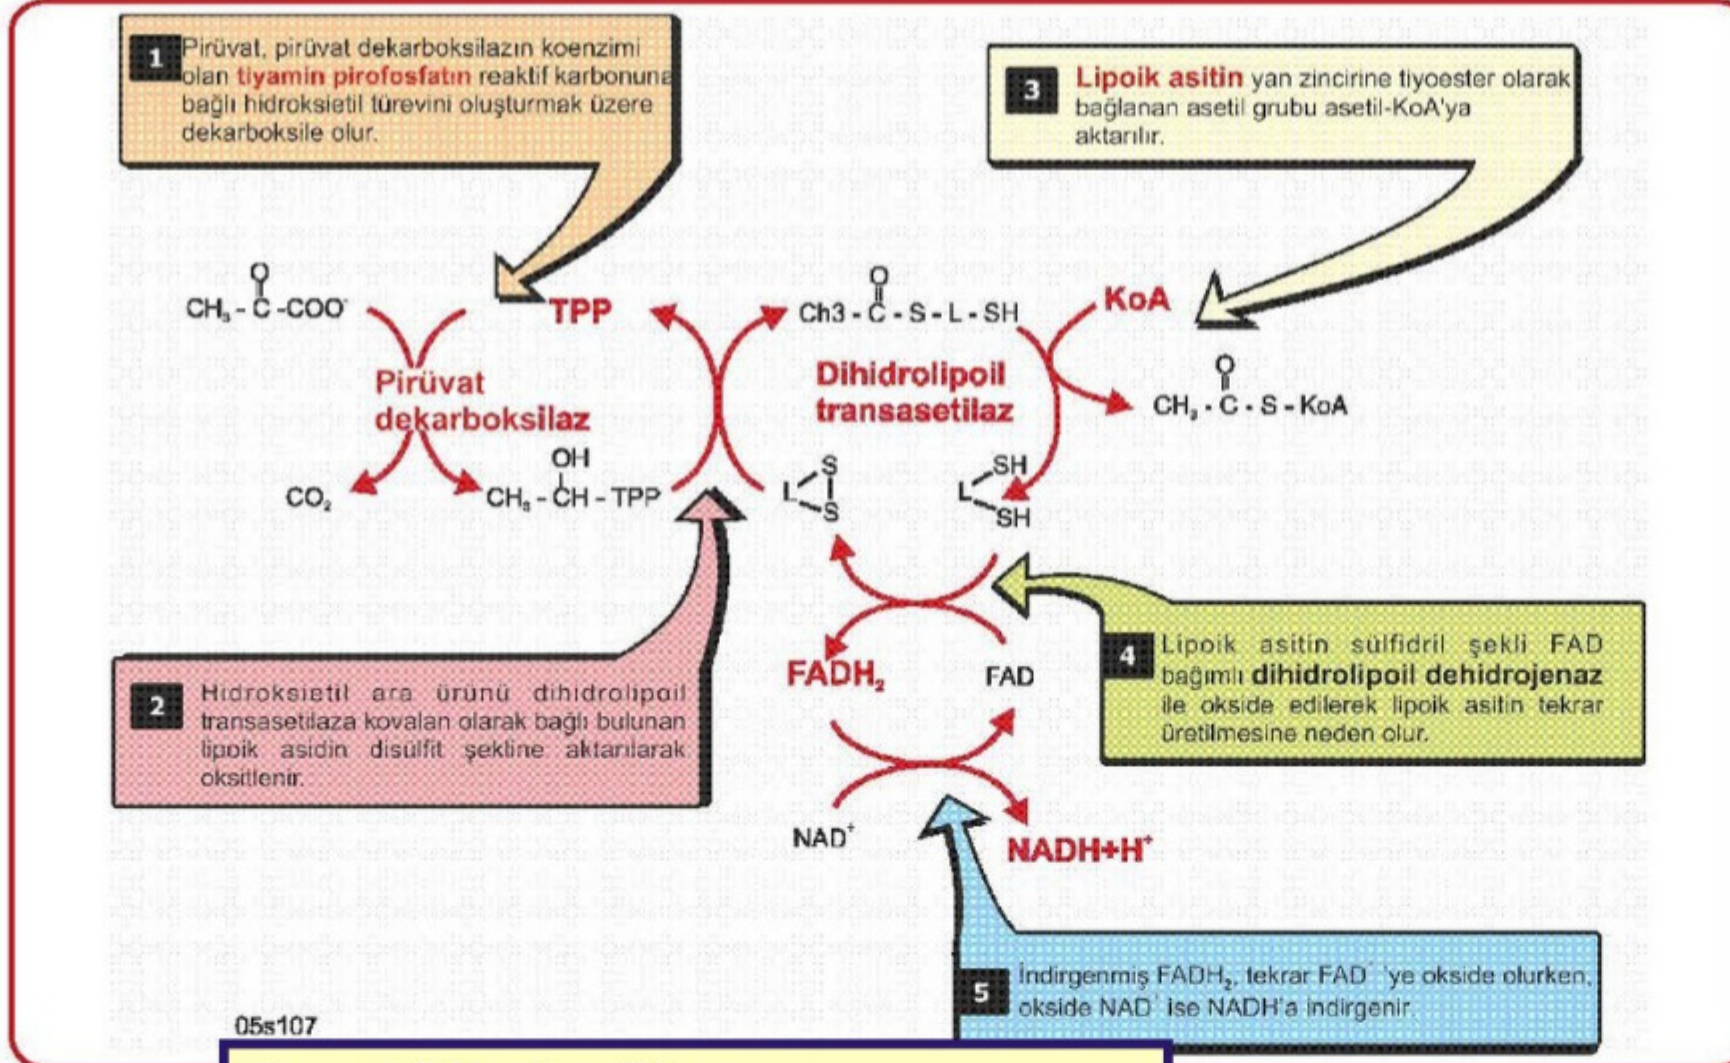 1
Pirüvat, pirüvat dekarboksilazın koenzimi
olan tiyamin pirofosfatın reaktif karbonuna
bağlı hidroksietil türevini oluşturmak üzere
dekarboksile olur.
3
Lipoik asitin yan zincirine tiyoester olarak
bağlanan asetil grubu asetil-KoA'ya
aktarılır.
O
CH₃ - C -COO⁻
TPP
O
Ch3 - C - S - L - SH
KoA
Pirüvat
dekarboksilaz
Dihidrolipoil
transasetilaz
O
CH₃ - C - S - KoA
CO₂
OH
CH₃ - CH - TPP
S
L
S
SH
L
SH
2
Hidroksietil ara ürünü dihidrolipoil
transasetilaza kovalan olarak bağlı bulunan
lipoik asidin disülfit şekline aktarılarak
oksitlenir.
FADH₂
FAD
4
Lipoik asitin sülfidril şekli FAD
bağımlı dihidrolipoil dehidrojenaz
ile okside edilerek lipoik asitin tekrar
üretilmesine neden olur.
NAD⁺
NADH+H⁺
5
İndirgenmiş FADH₂, tekrar FAD⁺ 'ye okside olurken,
okside NAD⁺ ise NADH'a indirgenir.
05s107